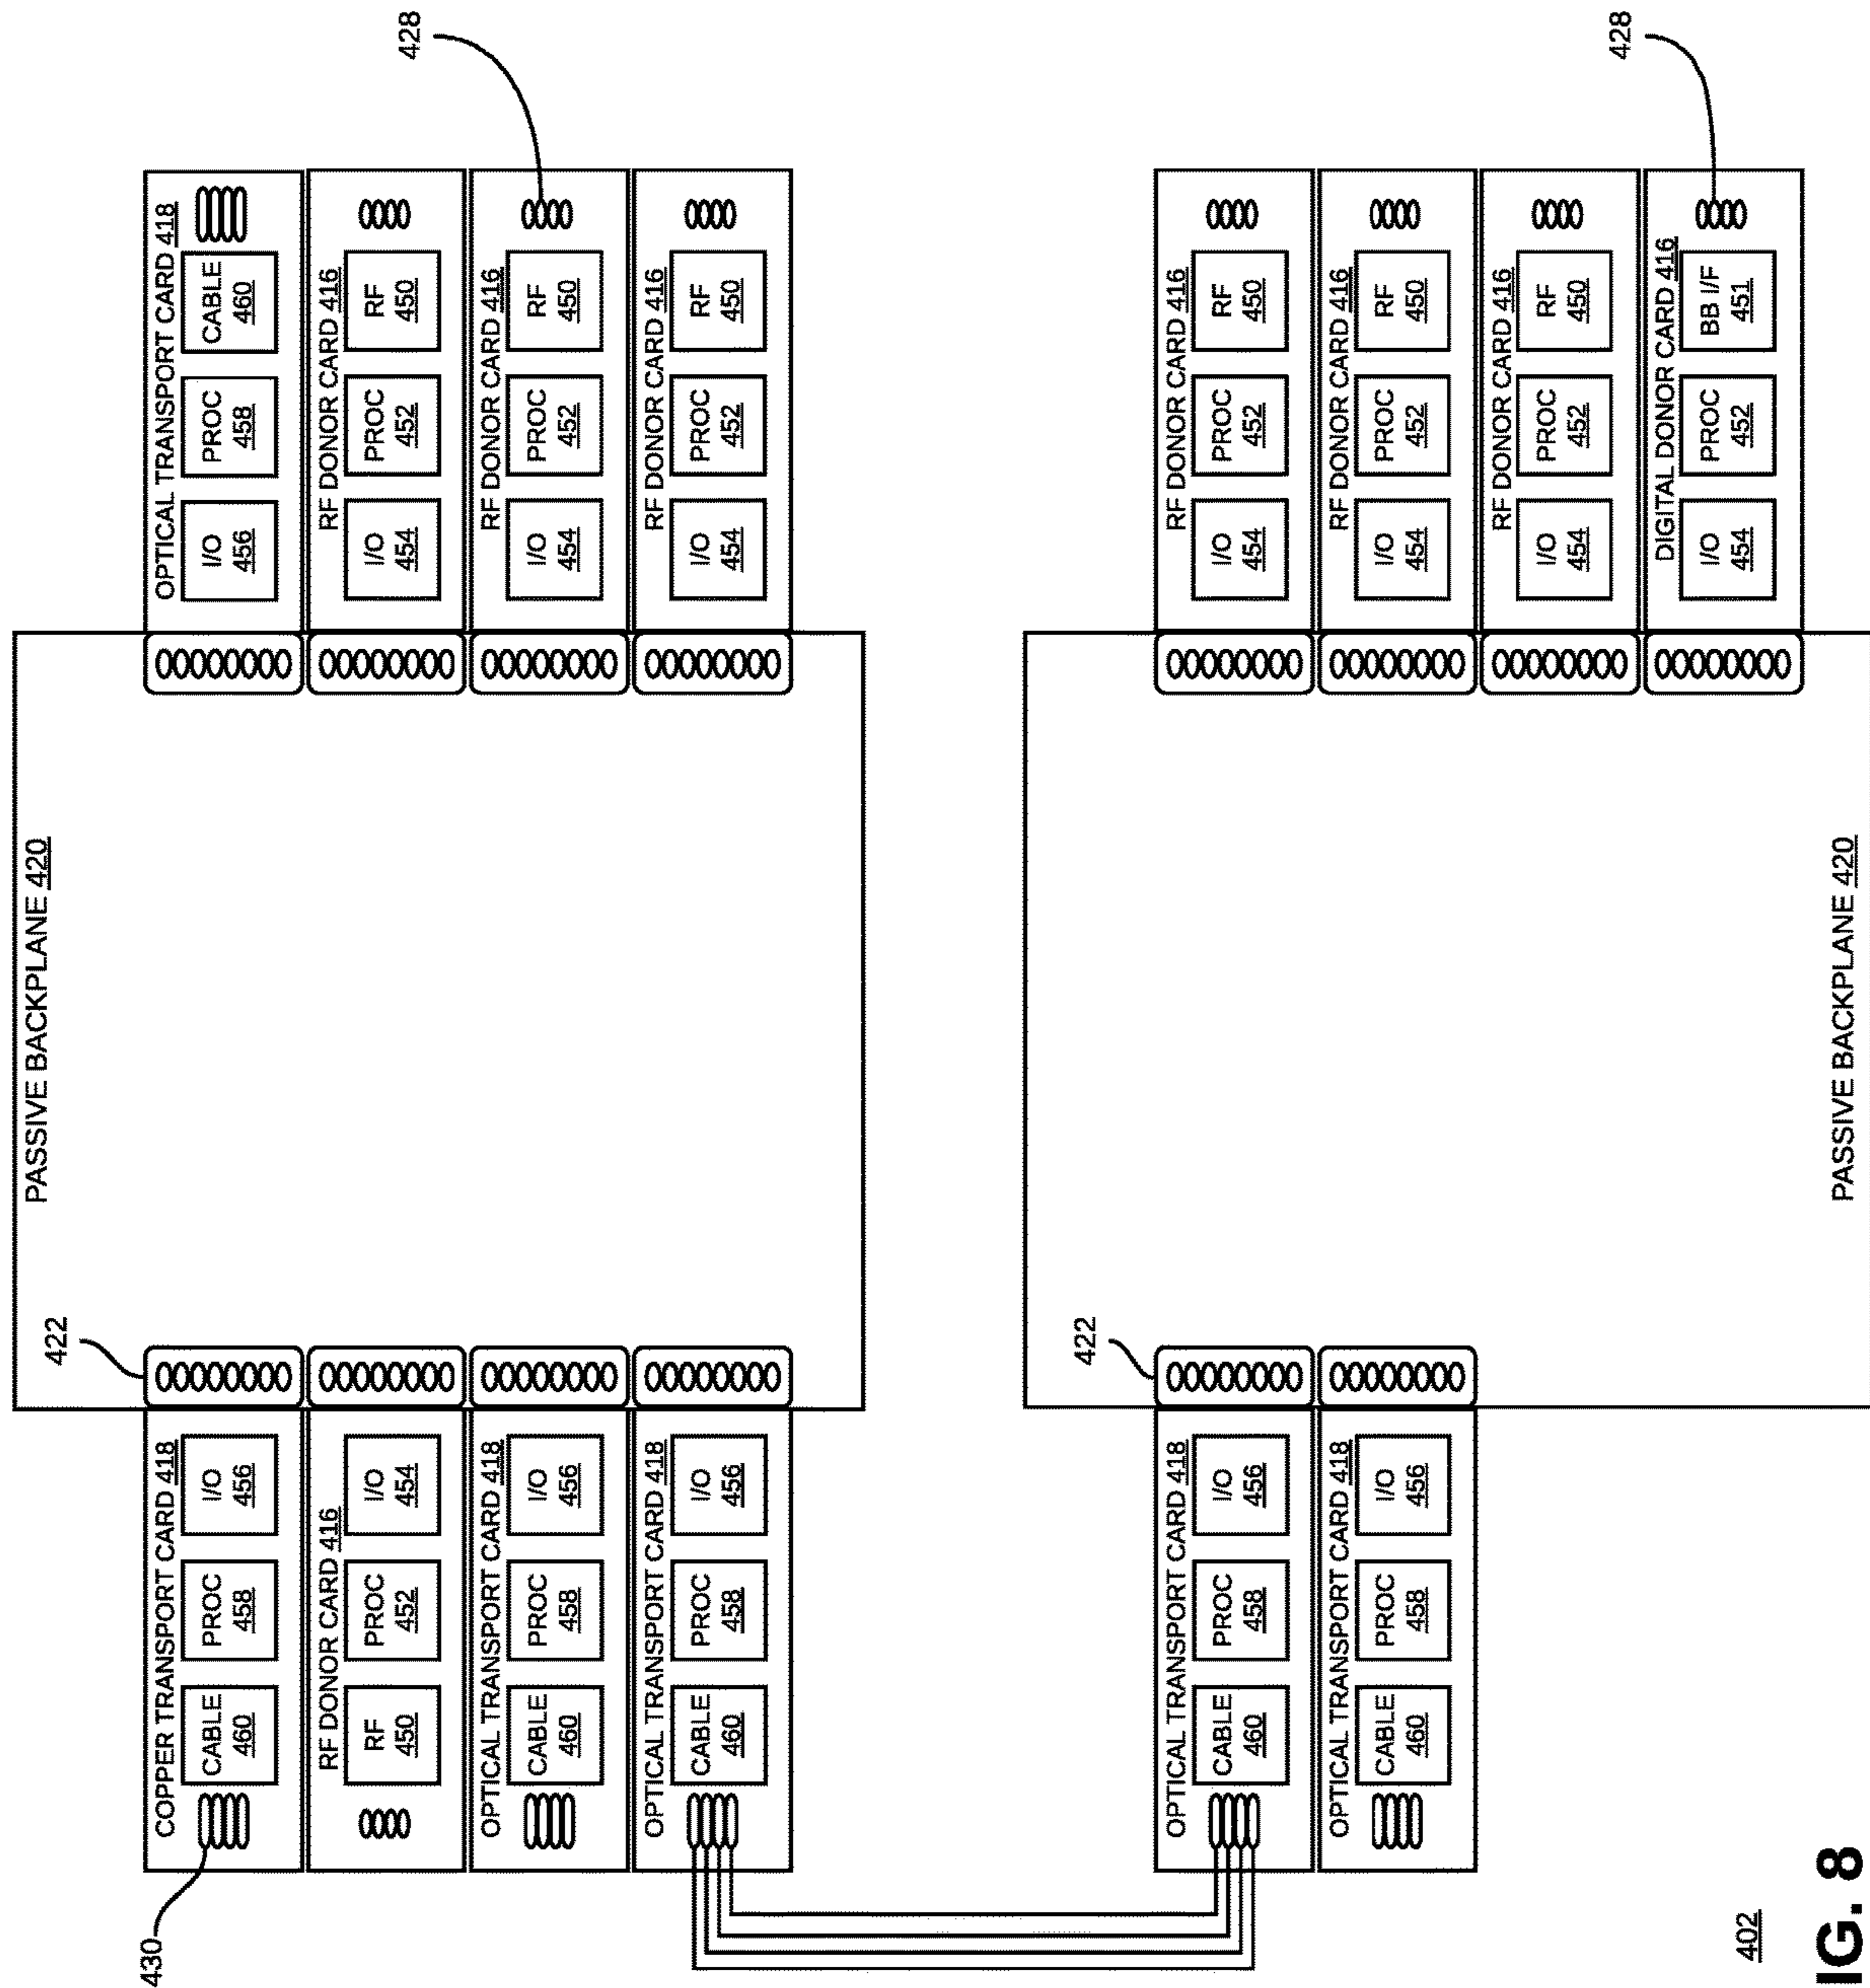 PASSIVE BACKPLANE 420
422
430
COPPER TRANSPORT CARD 418
CABLE
460
PROC
458
I/O
456
OPTICAL TRANSPORT CARD 418
I/O
456
PROC
458
CABLE
460
RF DONOR CARD 416
RF
450
PROC
452
I/O
454
RF DONOR CARD 416
I/O
454
PROC
452
RF
450
428
OPTICAL TRANSPORT CARD 418
CABLE
460
PROC
458
I/O
456
RF DONOR CARD 416
I/O
454
PROC
452
RF
450
OPTICAL TRANSPORT CARD 418
CABLE
460
PROC
458
I/O
456
RF DONOR CARD 416
I/O
454
PROC
452
RF
450
422
OPTICAL TRANSPORT CARD 418
CABLE
460
PROC
458
I/O
456
RF DONOR CARD 416
I/O
454
PROC
452
RF
450
OPTICAL TRANSPORT CARD 418
CABLE
460
PROC
458
I/O
456
RF DONOR CARD 416
I/O
454
PROC
452
RF
450
RF DONOR CARD 416
I/O
454
PROC
452
RF
450
428
DIGITAL DONOR CARD 416
I/O
454
PROC
452
BB I/F
451
PASSIVE BACKPLANE 420
402
IG. 8